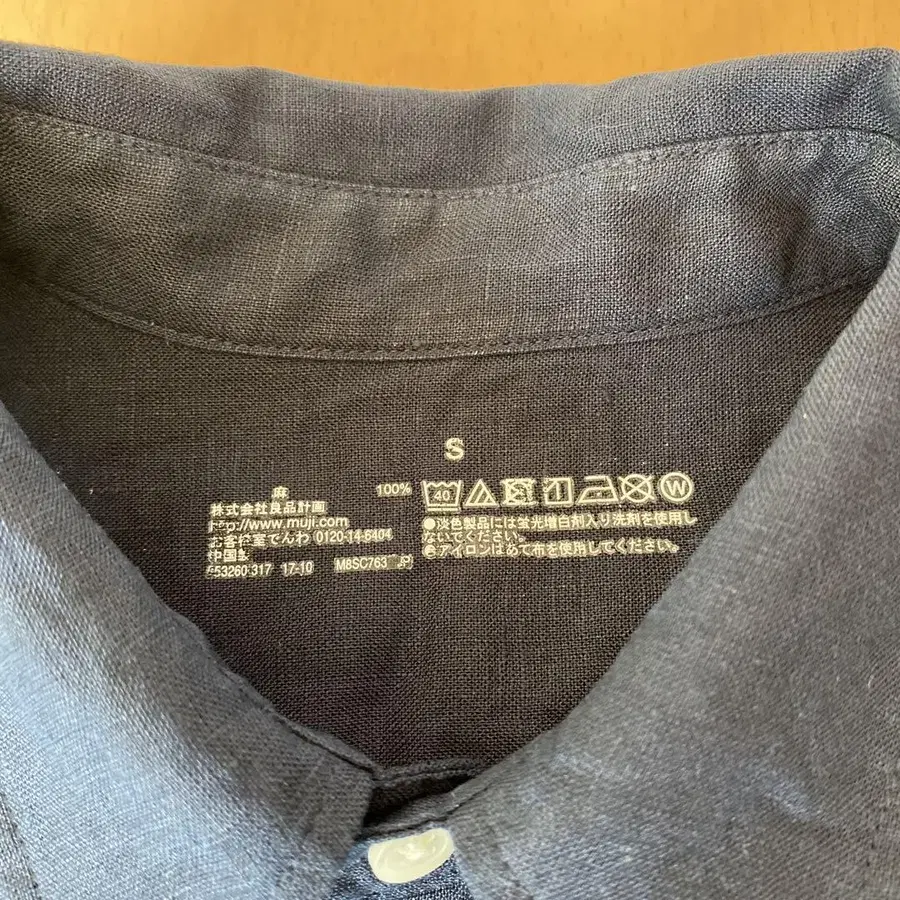 S
麻 100%
株式会社良品計画
http://www.muji.com
お客様室でんわ 0120-14-6404
中国製
17-10 M8SC763 JP
40 W
●淡色製品には蛍光増白剤入り洗剤を使用し
ないでください。
●アイロンはあて布を使用してください。